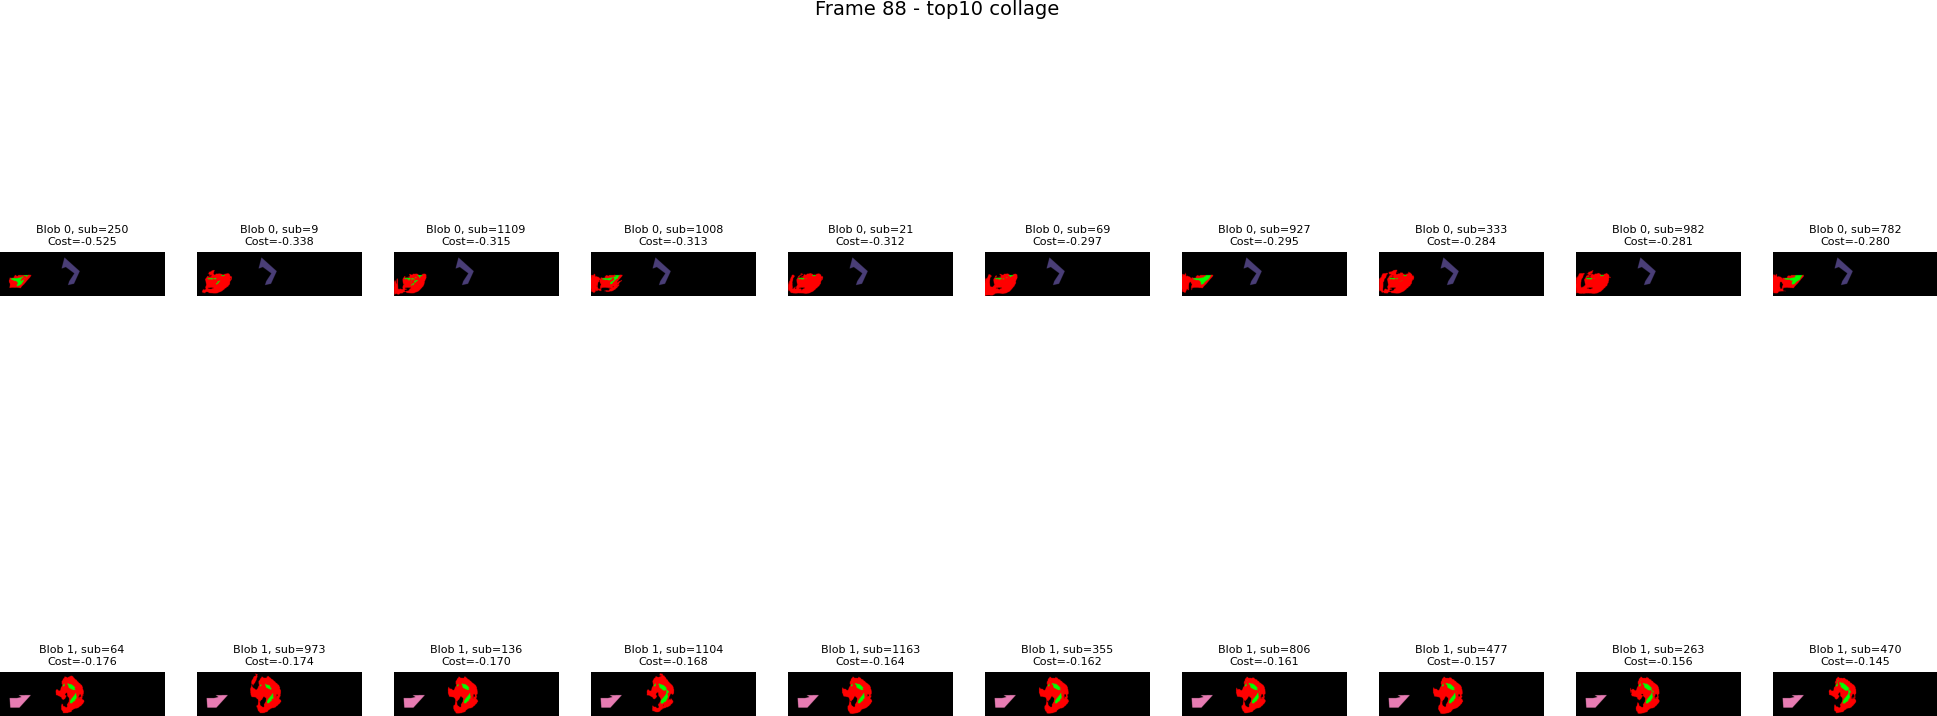 Frame 88 - top10 collage
Blob 0, sub=250
Cost=-0.525
Blob 0, sub=9
Cost=-0.338
Blob 0, sub=1109
Cost=-0.315
Blob 0, sub=1008
Cost=-0.313
Blob 0, sub=21
Cost=-0.312
Blob 0, sub=69
Cost=-0.297
Blob 0, sub=927
Cost=-0.295
Blob 0, sub=333
Cost=-0.284
Blob 0, sub=982
Cost=-0.281
Blob 0, sub=782
Cost=-0.280
Blob 1, sub=64
Cost=-0.176
Blob 1, sub=973
Cost=-0.174
Blob 1, sub=136
Cost=-0.170
Blob 1, sub=1104
Cost=-0.168
Blob 1, sub=1163
Cost=-0.164
Blob 1, sub=355
Cost=-0.162
Blob 1, sub=806
Cost=-0.161
Blob 1, sub=477
Cost=-0.157
Blob 1, sub=263
Cost=-0.156
Blob 1, sub=470
Cost=-0.145